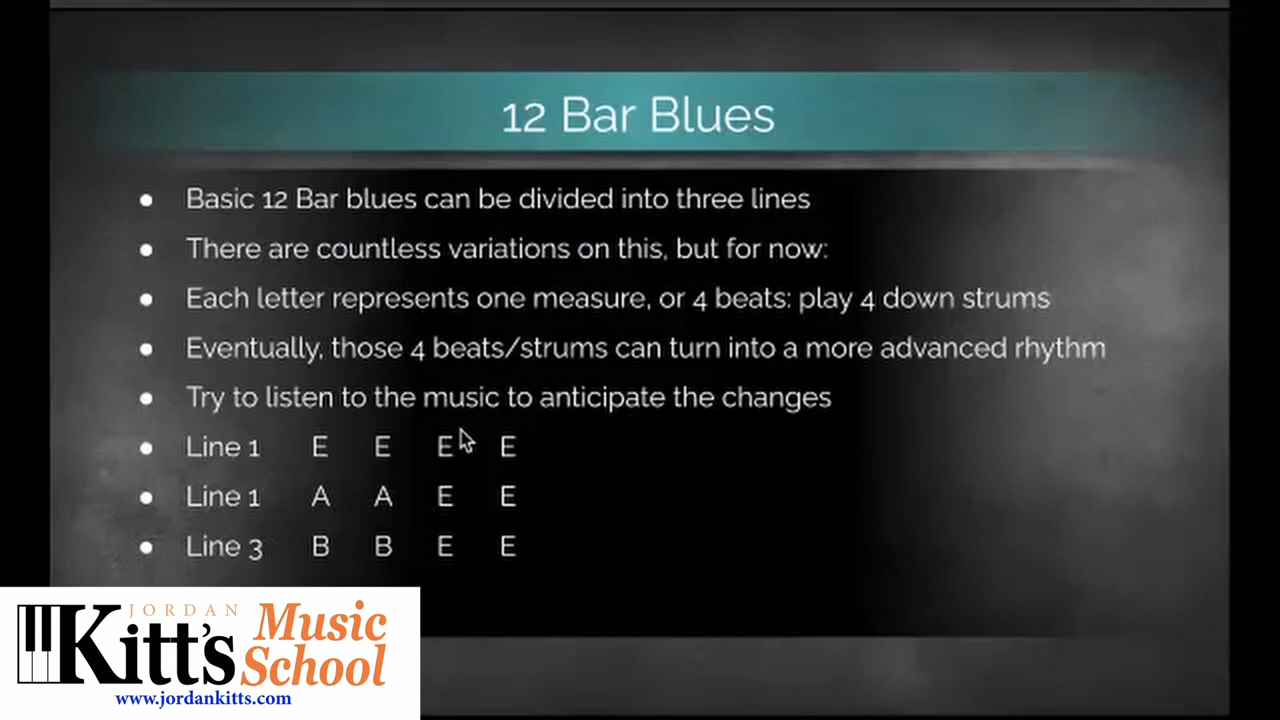 12 Bar Blues
● Basic 12 Bar blues can be divided into three lines
● There are countless variations on this, but for now:
● Each letter represents one measure, or 4 beats: play 4 down strums
● Eventually, those 4 beats/strums can turn into a more advanced rhythm
● Try to listen to the music to anticipate the changes
● Line 1 E E E E
● Line 1 A A E E
● Line 3 B B E E
JORDAN
Kitt's Music School
www.jordankitts.com